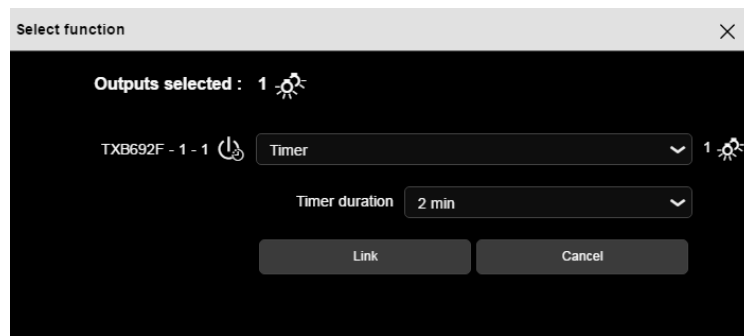 Select function
Outputs selected : 1
TXB692F - 1 - 1 Timer 1
Timer duration 2 min
Link Cancel